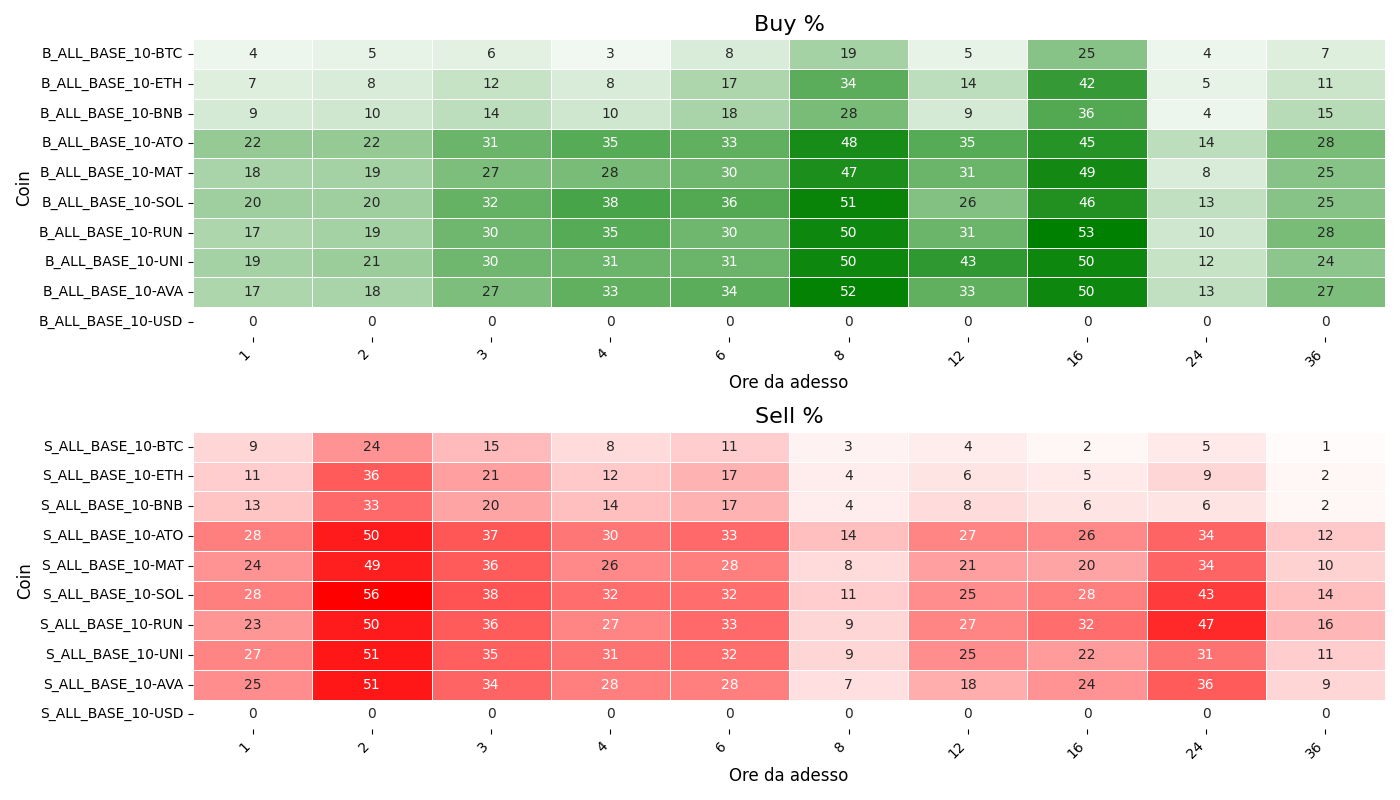 Buy %
Coin
B_ALL_BASE_10-BTC 4 5 6 3 8 19 5 25 4 7
B_ALL_BASE_10-ETH 7 8 12 8 17 34 14 42 5 11
B_ALL_BASE_10-BNB 9 10 14 10 18 28 9 36 4 15
B_ALL_BASE_10-ATO 22 22 31 35 33 48 35 45 14 28
B_ALL_BASE_10-MAT 18 19 27 28 30 47 31 49 8 25
B_ALL_BASE_10-SOL 20 20 32 38 36 51 26 46 13 25
B_ALL_BASE_10-RUN 17 19 30 35 30 50 31 53 10 28
B_ALL_BASE_10-UNI 19 21 30 31 31 50 43 50 12 24
B_ALL_BASE_10-AVA 17 18 27 33 34 52 33 50 13 27
B_ALL_BASE_10-USD 0 0 0 0 0 0 0 0 0 0
1 2 3 4 6 8 12 16 24 36
Ore da adesso
Sell %
Coin
S_ALL_BASE_10-BTC 9 24 15 8 11 3 4 2 5 1
S_ALL_BASE_10-ETH 11 36 21 12 17 4 6 5 9 2
S_ALL_BASE_10-BNB 13 33 20 14 17 4 8 6 6 2
S_ALL_BASE_10-ATO 28 50 37 30 33 14 27 26 34 12
S_ALL_BASE_10-MAT 24 49 36 26 28 8 21 20 34 10
S_ALL_BASE_10-SOL 28 56 38 32 32 11 25 28 43 14
S_ALL_BASE_10-RUN 23 50 36 27 33 9 27 32 47 16
S_ALL_BASE_10-UNI 27 51 35 31 32 9 25 22 31 11
S_ALL_BASE_10-AVA 25 51 34 28 28 7 18 24 36 9
S_ALL_BASE_10-USD 0 0 0 0 0 0 0 0 0 0
1 2 3 4 6 8 12 16 24 36
Ore da adesso